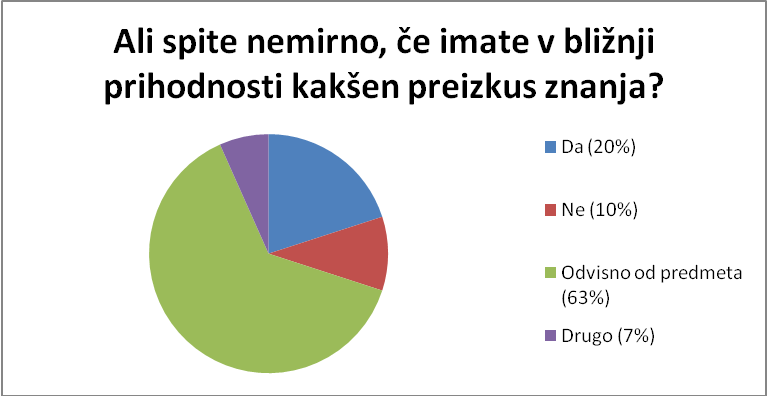 Ali spite nemirno, če imate v bližnji
prihodnosti kakšen preizkus znanja?
Da (20%)
Ne (10%)
Odvisno od predmeta
(63%)
Drugo (7%)